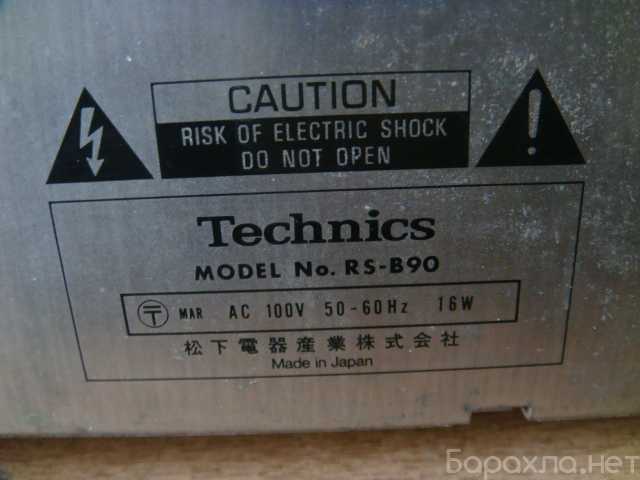 CAUTION
RISK OF ELECTRIC SHOCK
DO NOT OPEN
Technics
MODEL No. RS-B90
〶 MAR AC 100V 50-60Hz 16W
松下電器産業株式会社
Made in Japan
Барахла.нет